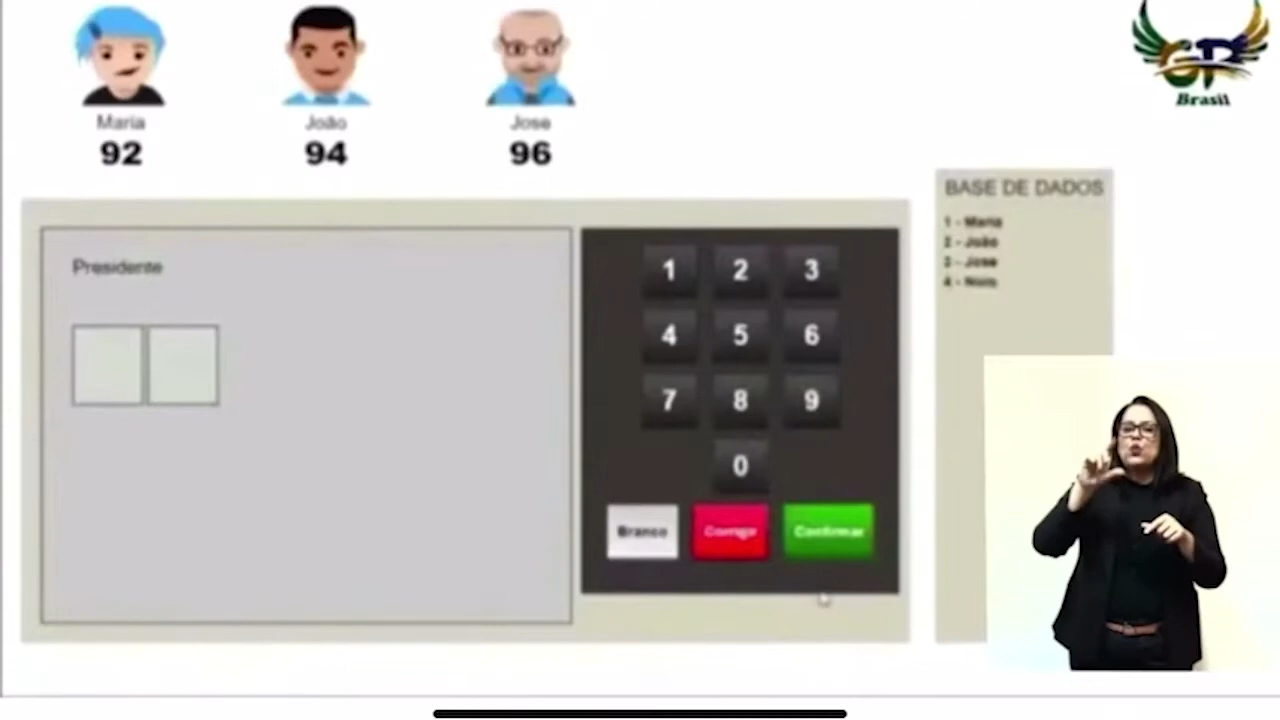 Maria
92
João
94
Jose
96
GP
Brasil
BASE DE DADOS
1 - Maria
2 - João
3 - Jose
4 -
Presidente
1 2 3
4 5 6
7 8 9
0
Branco
Corrige
Confirmar